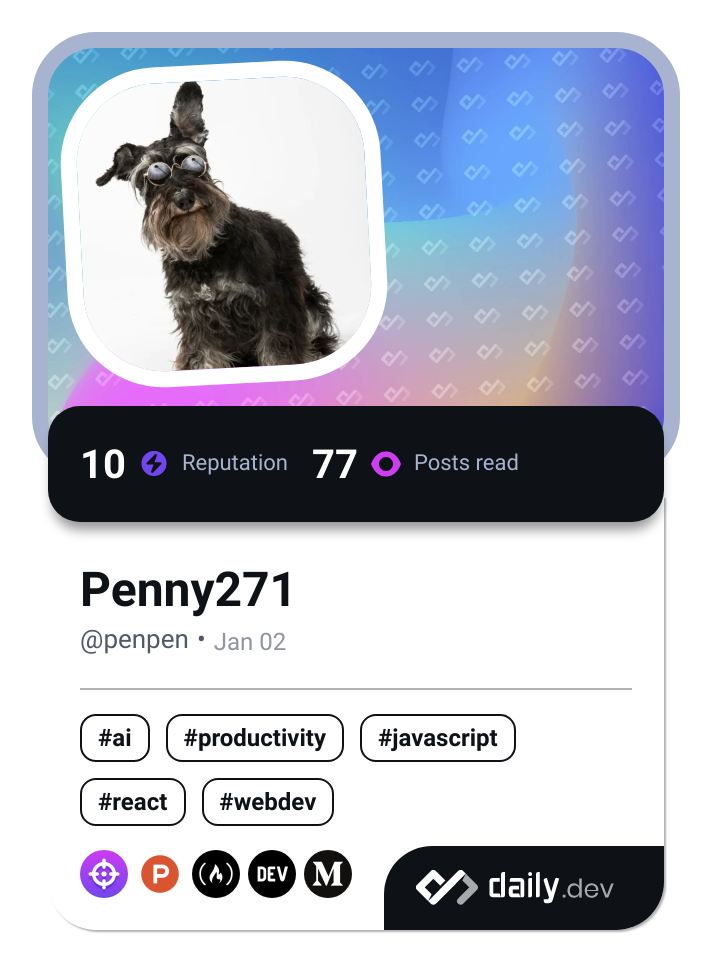 10 Reputation 77 Posts read
Penny271
@penpen • Jan 02
#ai #productivity #javascript
#react #webdev
P DEV M daily.dev